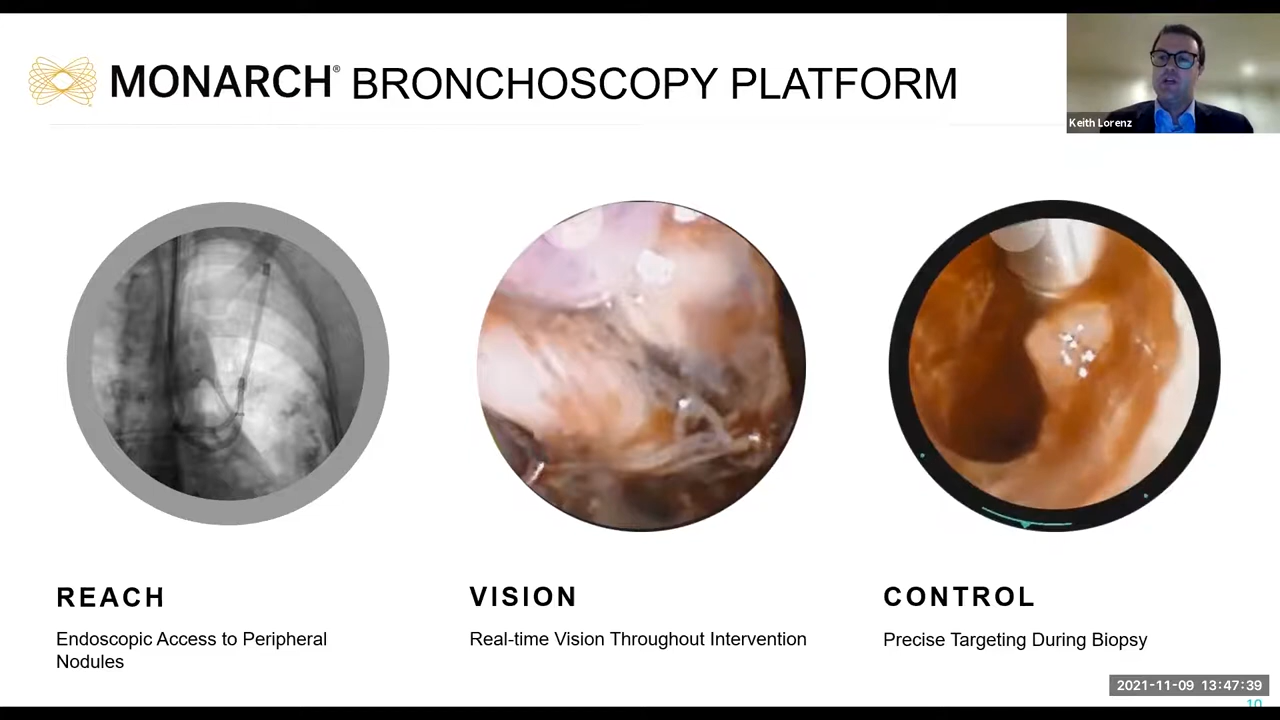 MONARCH® BRONCHOSCOPY PLATFORM
Keith Lorenz
REACH
Endoscopic Access to Peripheral
Nodules
VISION
Real-time Vision Throughout Intervention
CONTROL
Precise Targeting During Biopsy
2021-11-09 13:47:39
10